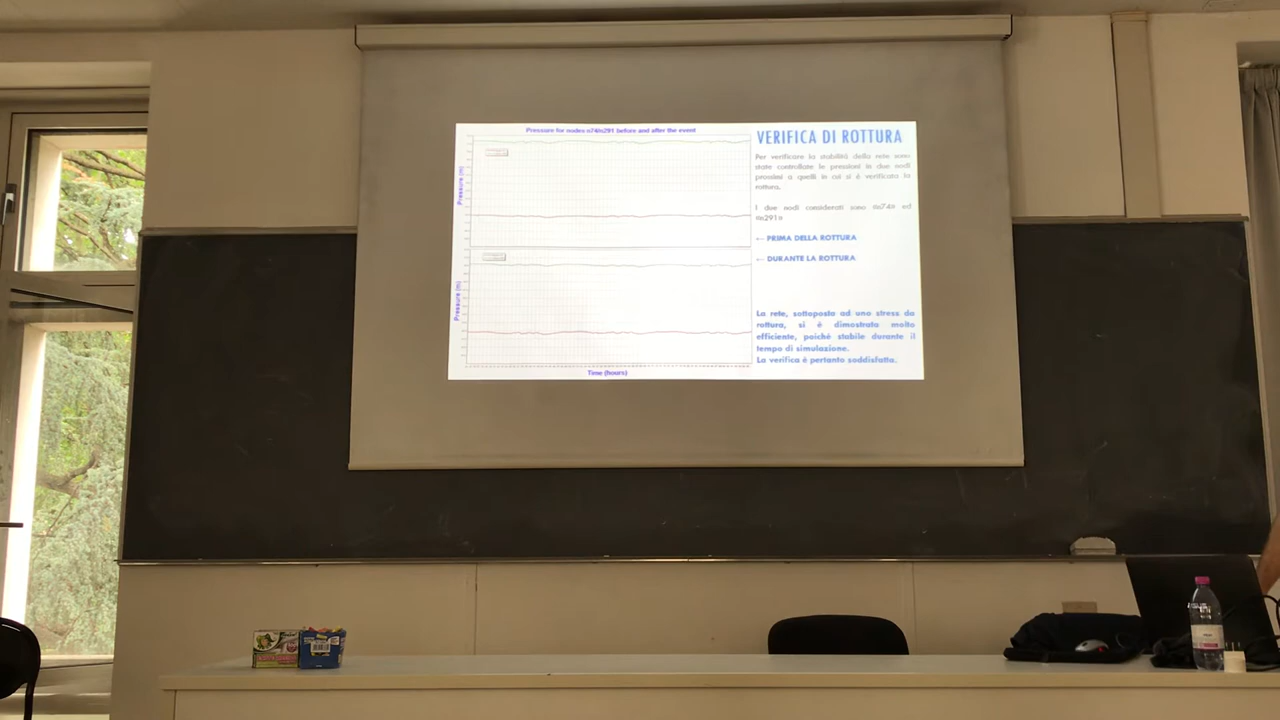 Pressure for nodes n74/n291 before and after the event
Pressure (m)
Pressure (m)
Time (hours)
VERIFICA DI ROTTURA
Per verificare la stabilità della rete sono
state controllate le pressioni in due nodi
prossimi a quelli in cui si è verificata la
rottura.
I due nodi considerati sono «n74» ed
«n291»
← PRIMA DELLA ROTTURA
← DURANTE LA ROTTURA
La rete, sottoposta ad uno stress da
rottura, si è dimostrata molto
efficiente, poiché stabile durante il
tempo di simulazione.
La verifica è pertanto soddisfatta.